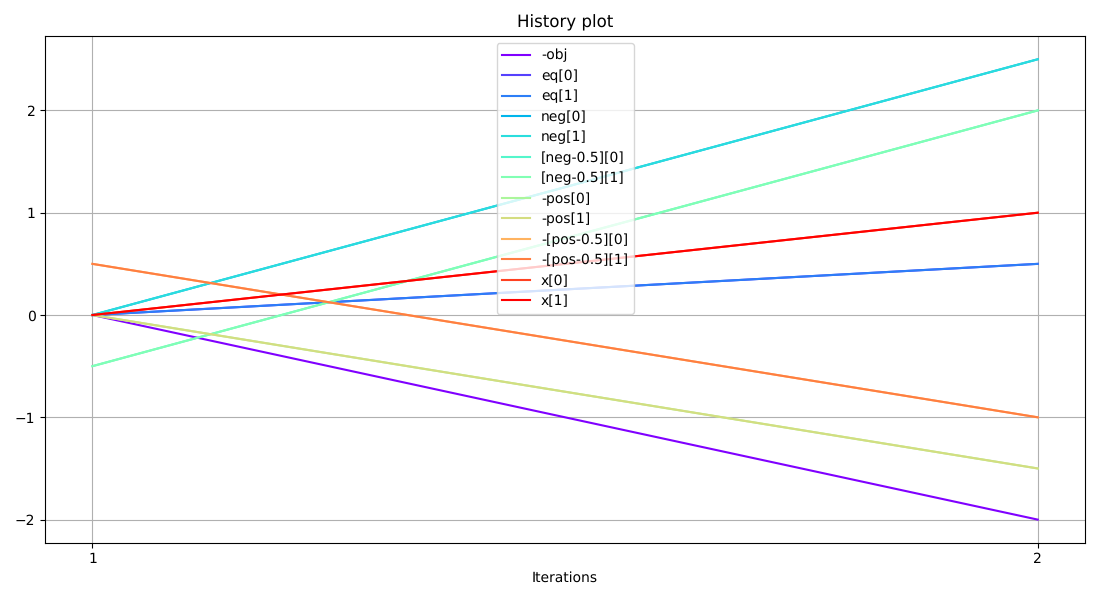 History plot
-obj
eq[0]
eq[1]
neg[0]
neg[1]
[neg-0.5][0]
[neg-0.5][1]
-pos[0]
-pos[1]
-[pos-0.5][0]
-[pos-0.5][1]
x[0]
x[1]
2
1
0
−1
−2
1
2
Iterations